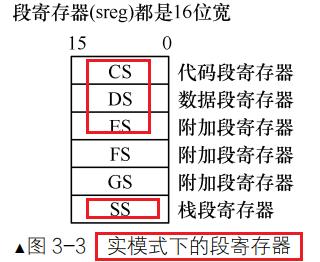 段寄存器(sreg)都是16位宽
15 0
CS 代码段寄存器
DS 数据段寄存器
ES 附加段寄存器
FS 附加段寄存器
GS 附加段寄存器
SS 栈段寄存器
▲图 3-3 实模式下的段寄存器